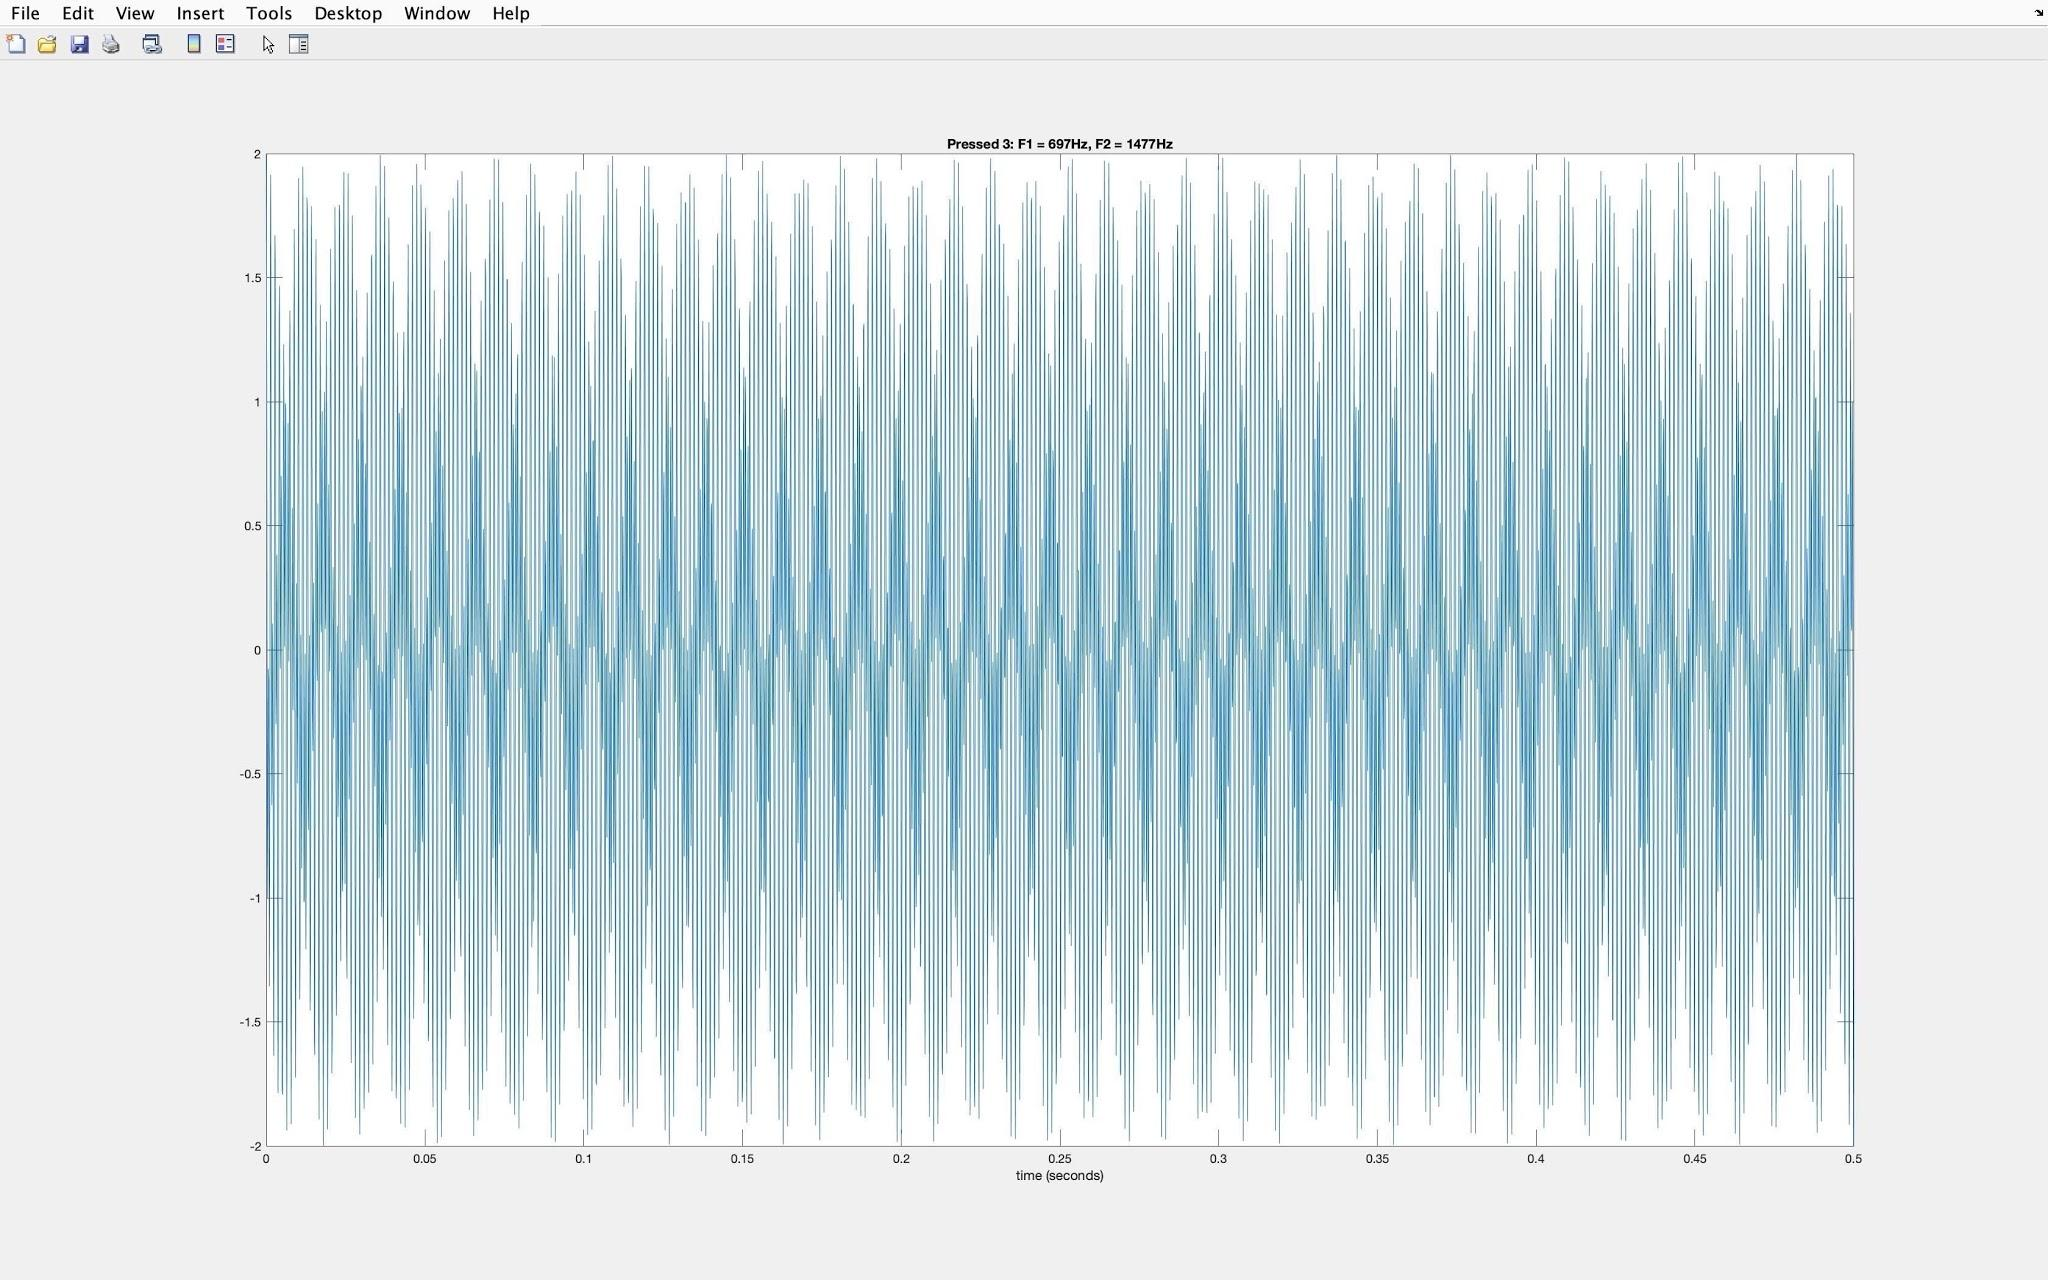 File Edit View Insert Tools Desktop Window Help
Pressed 3: F1 = 697Hz, F2 = 1477Hz
2
1.5
1
0.5
0
-0.5
-1
-1.5
-2
0 0.05 0.1 0.15 0.2 0.25 0.3 0.35 0.4 0.45 0.5
time (seconds)